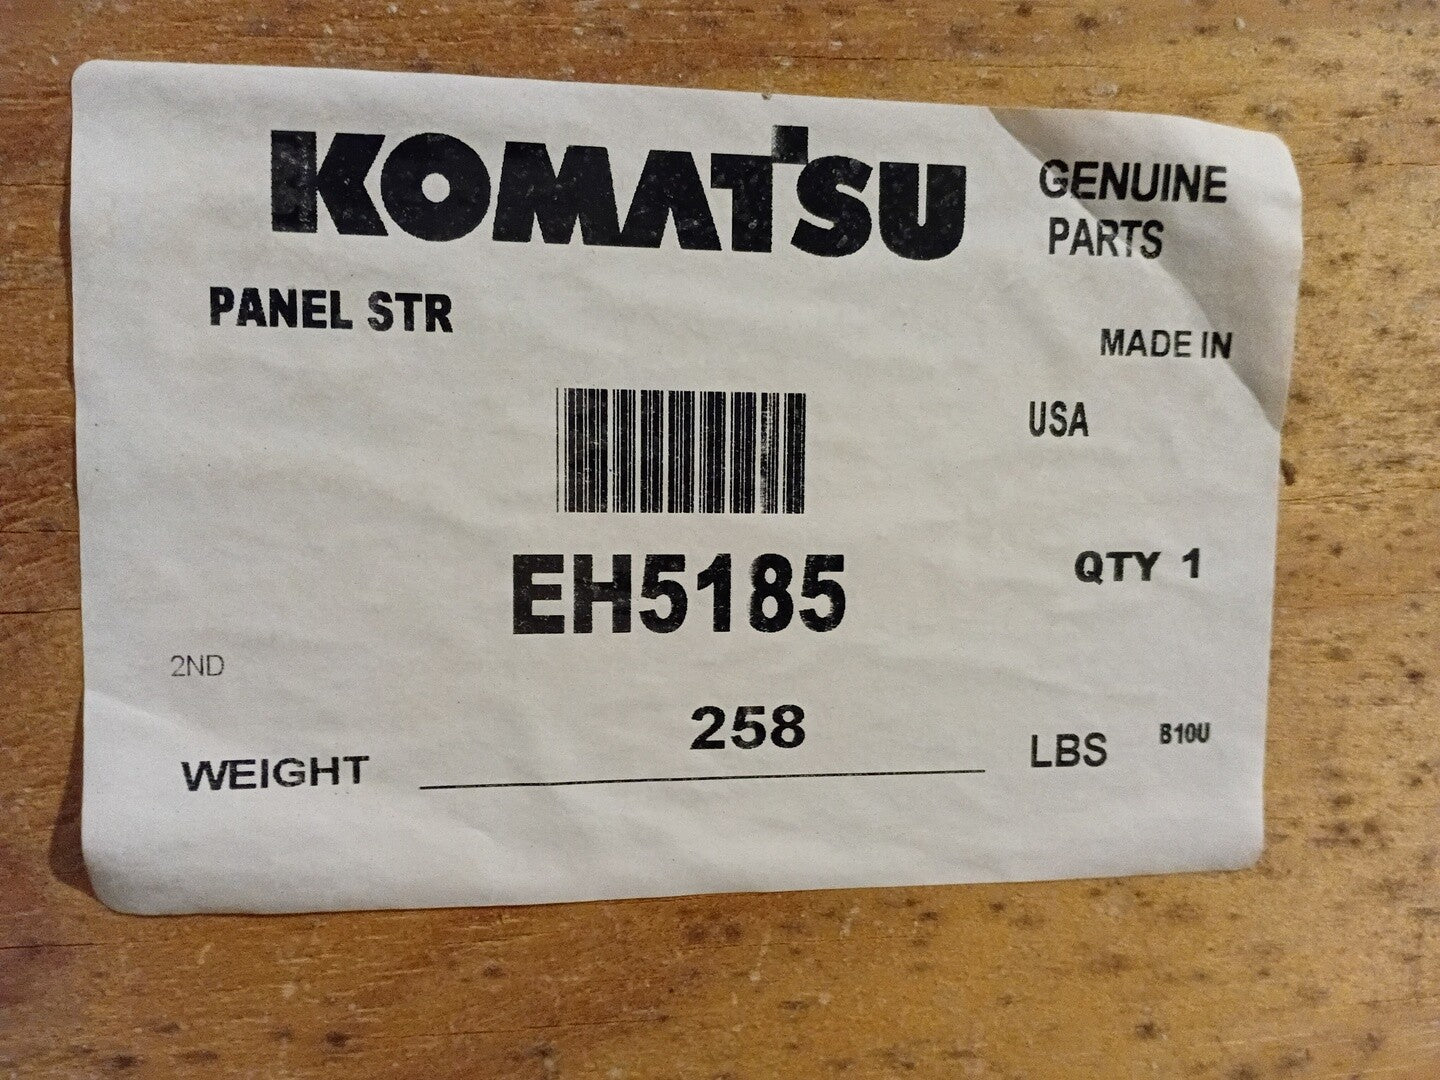 KOMATSU
GENUINE
PARTS
PANEL STR
MADE IN
USA
EH5185
QTY 1
2ND
258
WEIGHT
LBS
B10U